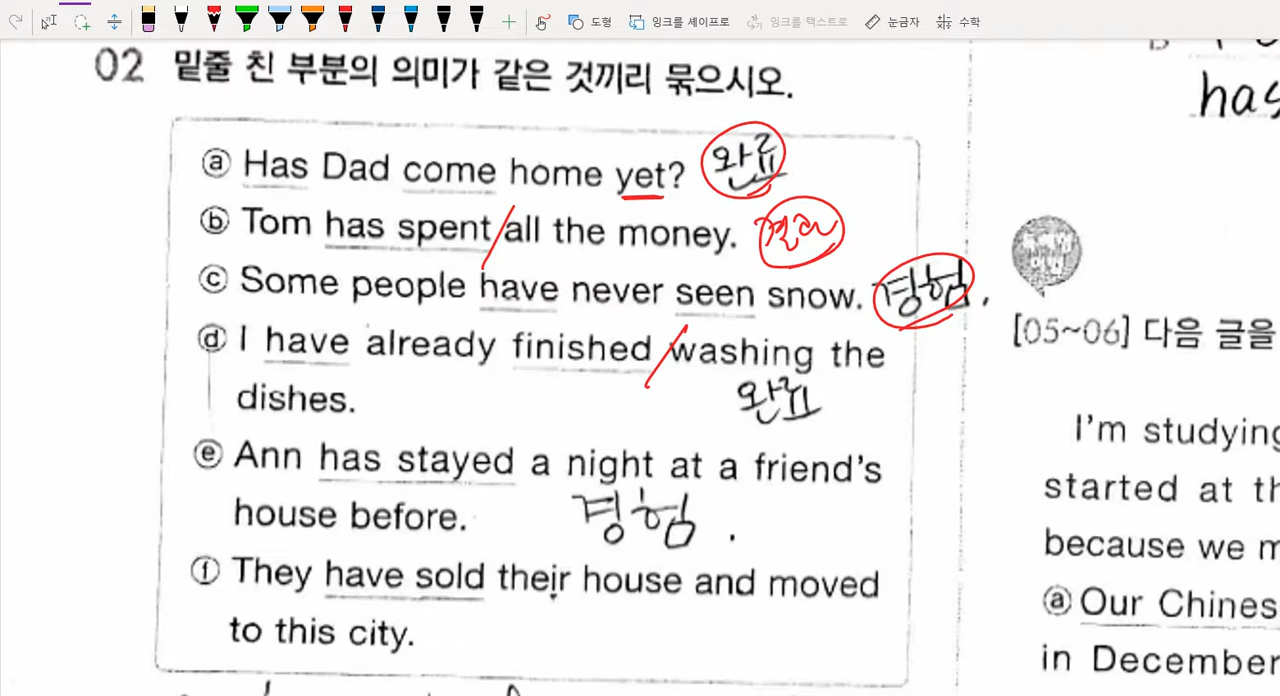 도형 잉크를 셰이프로 잉크를 텍스트로 눈금자 수학
02 밑줄 친 부분의 의미가 같은 것끼리 묶으시오.
ⓐ Has Dad come home yet? 완료
ⓑ Tom has spent / all the money. 결과
ⓒ Some people have never seen snow. 경험.
ⓓ I have already finished / washing the
dishes. 완료
ⓔ Ann has stayed a night at a friend's
house before. 경험.
ⓕ They have sold their house and moved
to this city.
has
[05~06] 다음 글을
I'm studying
started at th
because we m
ⓐ Our Chines
in December